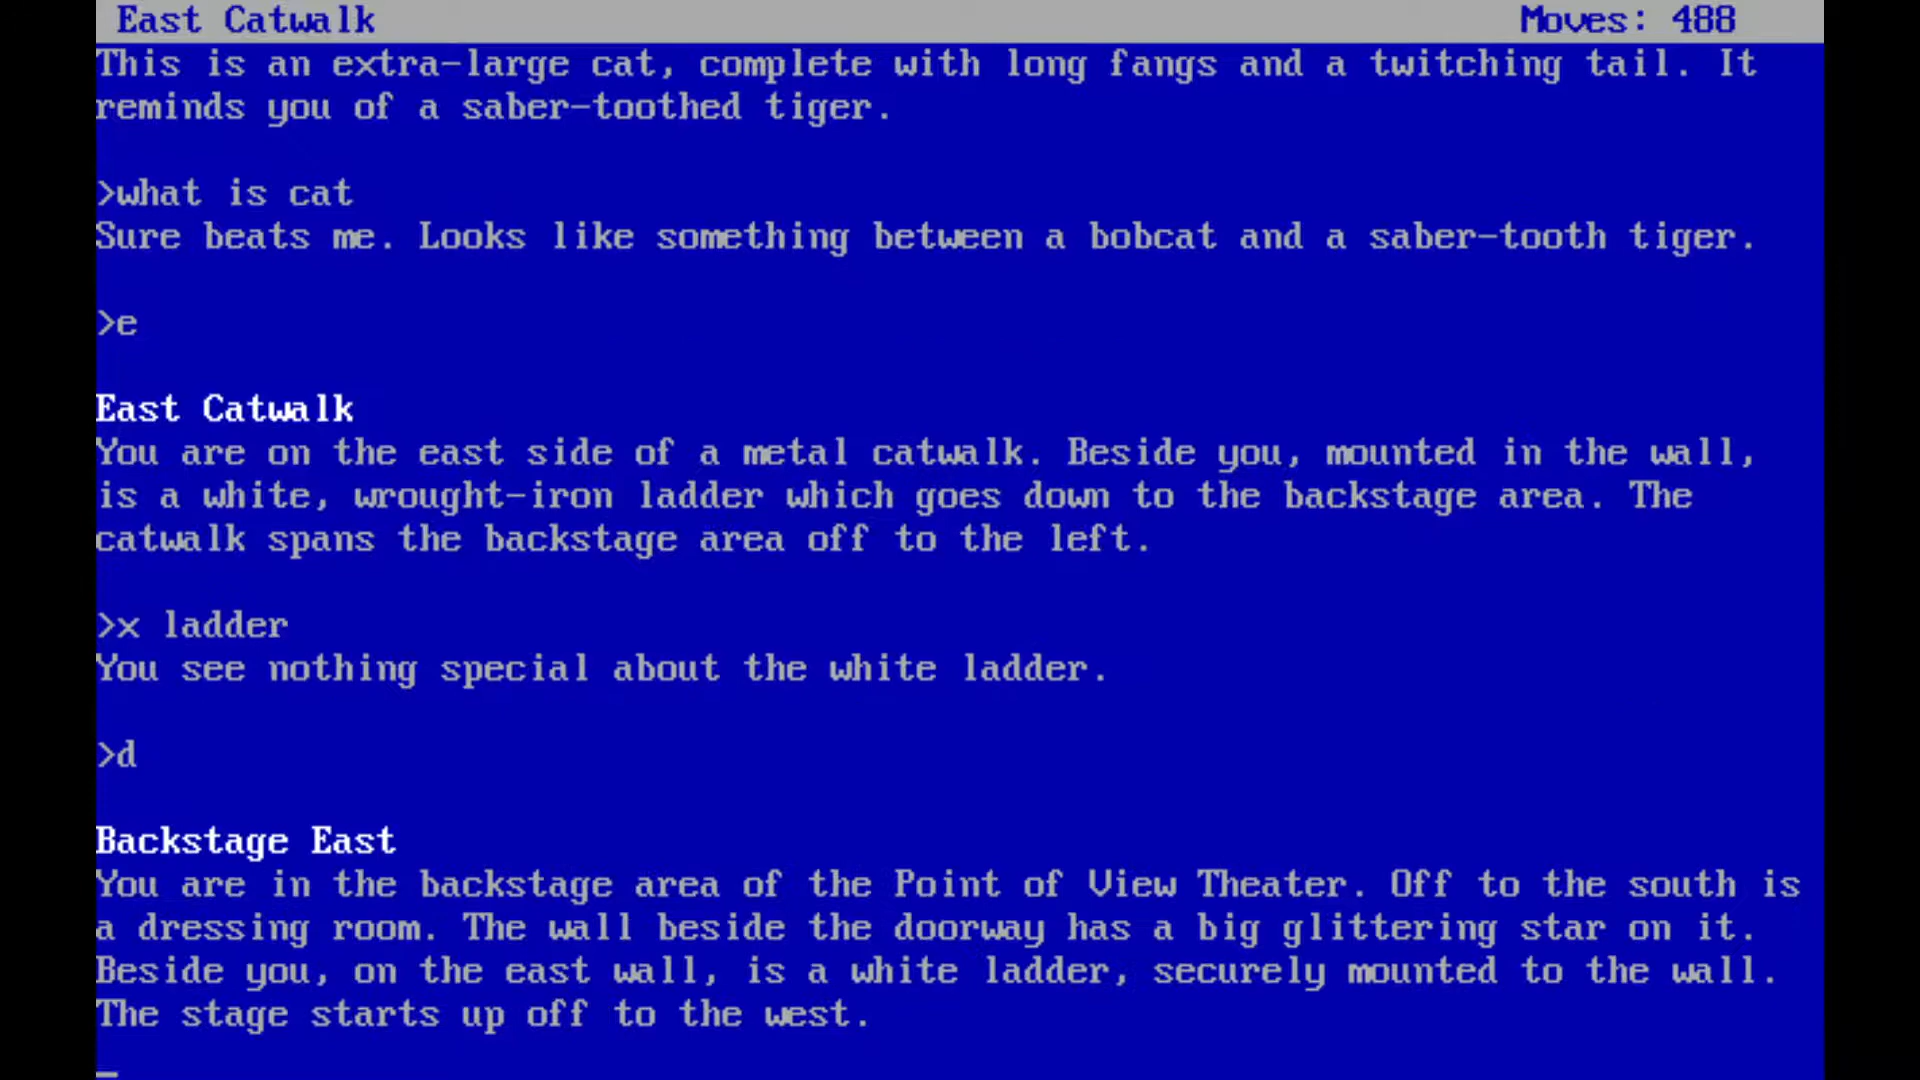 East Catwalk Moves: 488
This is an extra-large cat, complete with long fangs and a twitching tail. It
reminds you of a saber-toothed tiger.
>what is cat
Sure beats me. Looks like something between a bobcat and a saber-tooth tiger.
>e
East Catwalk
You are on the east side of a metal catwalk. Beside you, mounted in the wall,
is a white, wrought-iron ladder which goes down to the backstage area. The
catwalk spans the backstage area off to the left.
>x ladder
You see nothing special about the white ladder.
>d
Backstage East
You are in the backstage area of the Point of View Theater. Off to the south is
a dressing room. The wall beside the doorway has a big glittering star on it.
Beside you, on the east wall, is a white ladder, securely mounted to the wall.
The stage starts up off to the west.